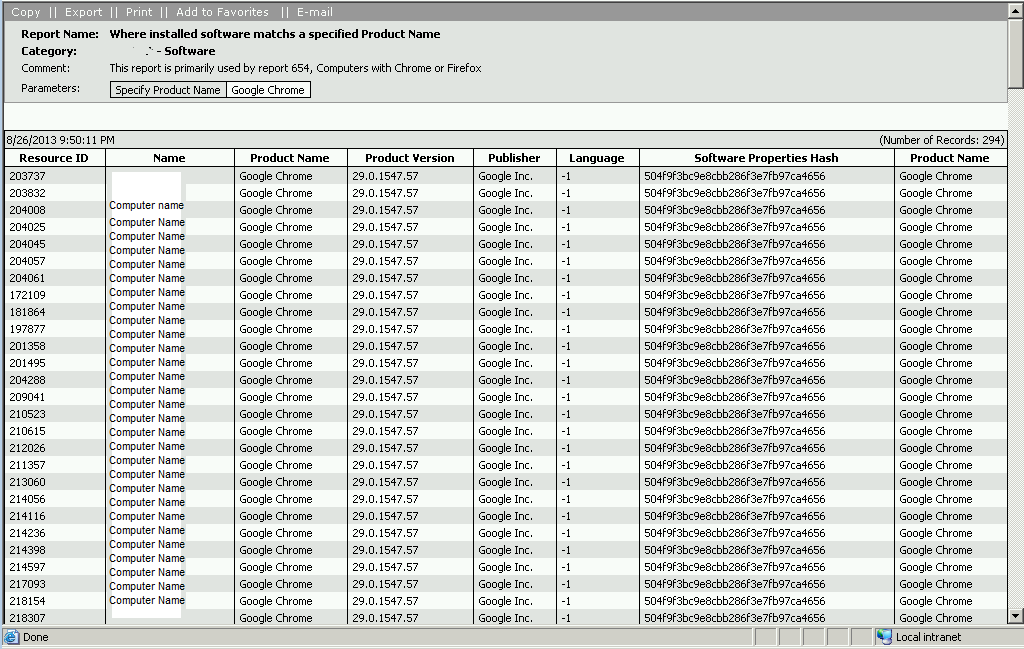 Copy || Export || Print || Add to Favorites || E-mail
Report Name: Where installed software matchs a specified Product Name
Category: - Software
Comment: This report is primarily used by report 654, Computers with Chrome or Firefox
Parameters: Specify Product Name Google Chrome
8/26/2013 9:50:11 PM (Number of Records: 294)
Resource ID Name Product Name Product Version Publisher Language Software Properties Hash Product Name
203737 Google Chrome 29.0.1547.57 Google Inc. -1 504f9f3bc9e8cbb286f3e7fb97ca4656 Google Chrome
203832 Google Chrome 29.0.1547.57 Google Inc. -1 504f9f3bc9e8cbb286f3e7fb97ca4656 Google Chrome
204008 Computer name Google Chrome 29.0.1547.57 Google Inc. -1 504f9f3bc9e8cbb286f3e7fb97ca4656 Google Chrome
204025 Computer Name Google Chrome 29.0.1547.57 Google Inc. -1 504f9f3bc9e8cbb286f3e7fb97ca4656 Google Chrome
204045 Computer Name Computer Name Google Chrome 29.0.1547.57 Google Inc. -1 504f9f3bc9e8cbb286f3e7fb97ca4656 Google Chrome
204057 Computer Name Google Chrome 29.0.1547.57 Google Inc. -1 504f9f3bc9e8cbb286f3e7fb97ca4656 Google Chrome
204061 Computer Name Google Chrome 29.0.1547.57 Google Inc. -1 504f9f3bc9e8cbb286f3e7fb97ca4656 Google Chrome
172109 Computer Name Google Chrome 29.0.1547.57 Google Inc. -1 504f9f3bc9e8cbb286f3e7fb97ca4656 Google Chrome
181864 Computer Name Computer Name Google Chrome 29.0.1547.57 Google Inc. -1 504f9f3bc9e8cbb286f3e7fb97ca4656 Google Chrome
197877 Computer Name Google Chrome 29.0.1547.57 Google Inc. -1 504f9f3bc9e8cbb286f3e7fb97ca4656 Google Chrome
201358 Computer Name Google Chrome 29.0.1547.57 Google Inc. -1 504f9f3bc9e8cbb286f3e7fb97ca4656 Google Chrome
201495 Computer Name Google Chrome 29.0.1547.57 Google Inc. -1 504f9f3bc9e8cbb286f3e7fb97ca4656 Google Chrome
204288 Computer Name Google Chrome 29.0.1547.57 Google Inc. -1 504f9f3bc9e8cbb286f3e7fb97ca4656 Google Chrome
209041 Computer Name Computer Name Google Chrome 29.0.1547.57 Google Inc. -1 504f9f3bc9e8cbb286f3e7fb97ca4656 Google Chrome
210523 Computer Name Google Chrome 29.0.1547.57 Google Inc. -1 504f9f3bc9e8cbb286f3e7fb97ca4656 Google Chrome
210615 Computer Name Google Chrome 29.0.1547.57 Google Inc. -1 504f9f3bc9e8cbb286f3e7fb97ca4656 Google Chrome
212026 Computer Name Google Chrome 29.0.1547.57 Google Inc. -1 504f9f3bc9e8cbb286f3e7fb97ca4656 Google Chrome
211357 Computer Name Google Chrome 29.0.1547.57 Google Inc. -1 504f9f3bc9e8cbb286f3e7fb97ca4656 Google Chrome
213060 Computer Name Computer Name Google Chrome 29.0.1547.57 Google Inc. -1 504f9f3bc9e8cbb286f3e7fb97ca4656 Google Chrome
214056 Computer Name Google Chrome 29.0.1547.57 Google Inc. -1 504f9f3bc9e8cbb286f3e7fb97ca4656 Google Chrome
214116 Computer Name Google Chrome 29.0.1547.57 Google Inc. -1 504f9f3bc9e8cbb286f3e7fb97ca4656 Google Chrome
214236 Computer Name Google Chrome 29.0.1547.57 Google Inc. -1 504f9f3bc9e8cbb286f3e7fb97ca4656 Google Chrome
214398 Computer Name Computer Name Google Chrome 29.0.1547.57 Google Inc. -1 504f9f3bc9e8cbb286f3e7fb97ca4656 Google Chrome
214597 Computer Name Google Chrome 29.0.1547.57 Google Inc. -1 504f9f3bc9e8cbb286f3e7fb97ca4656 Google Chrome
217093 Computer Name Google Chrome 29.0.1547.57 Google Inc. -1 504f9f3bc9e8cbb286f3e7fb97ca4656 Google Chrome
218154 Computer Name Google Chrome 29.0.1547.57 Google Inc. -1 504f9f3bc9e8cbb286f3e7fb97ca4656 Google Chrome
218307 Google Chrome 29.0.1547.57 Google Inc. -1 504f9f3bc9e8cbb286f3e7fb97ca4656 Google Chrome
Done Local intranet